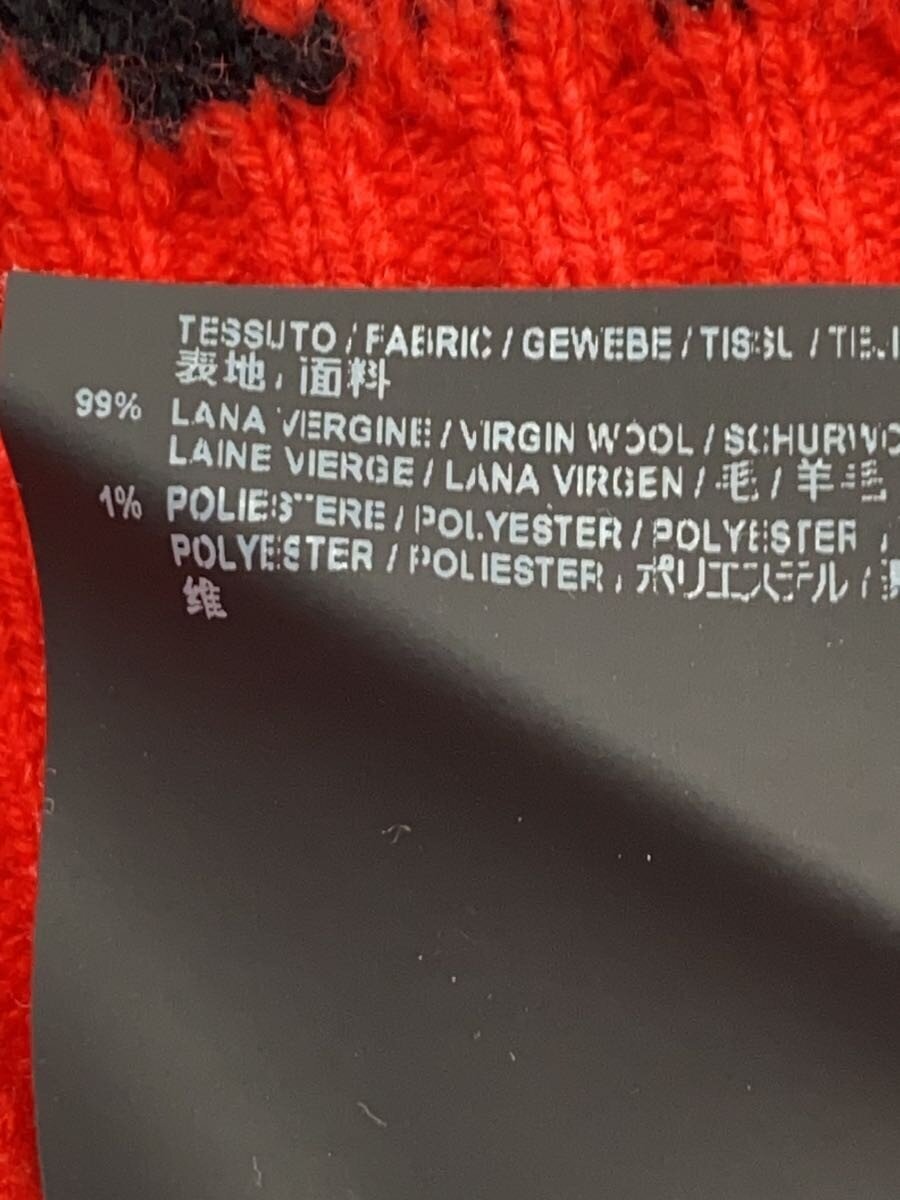 TESSUTO / FABRIC / GEWEBE / TISSU /
表地 / 面料
99% LANA VERGINE / VIRGIN WOOL /
LAINE VIERGE / LANA VIRGEN / 毛 / 羊毛
1% POLIESTERE / POLYESTER / POLYESTER /
POLYESTER / POLIESTER / ポリエステル /
维